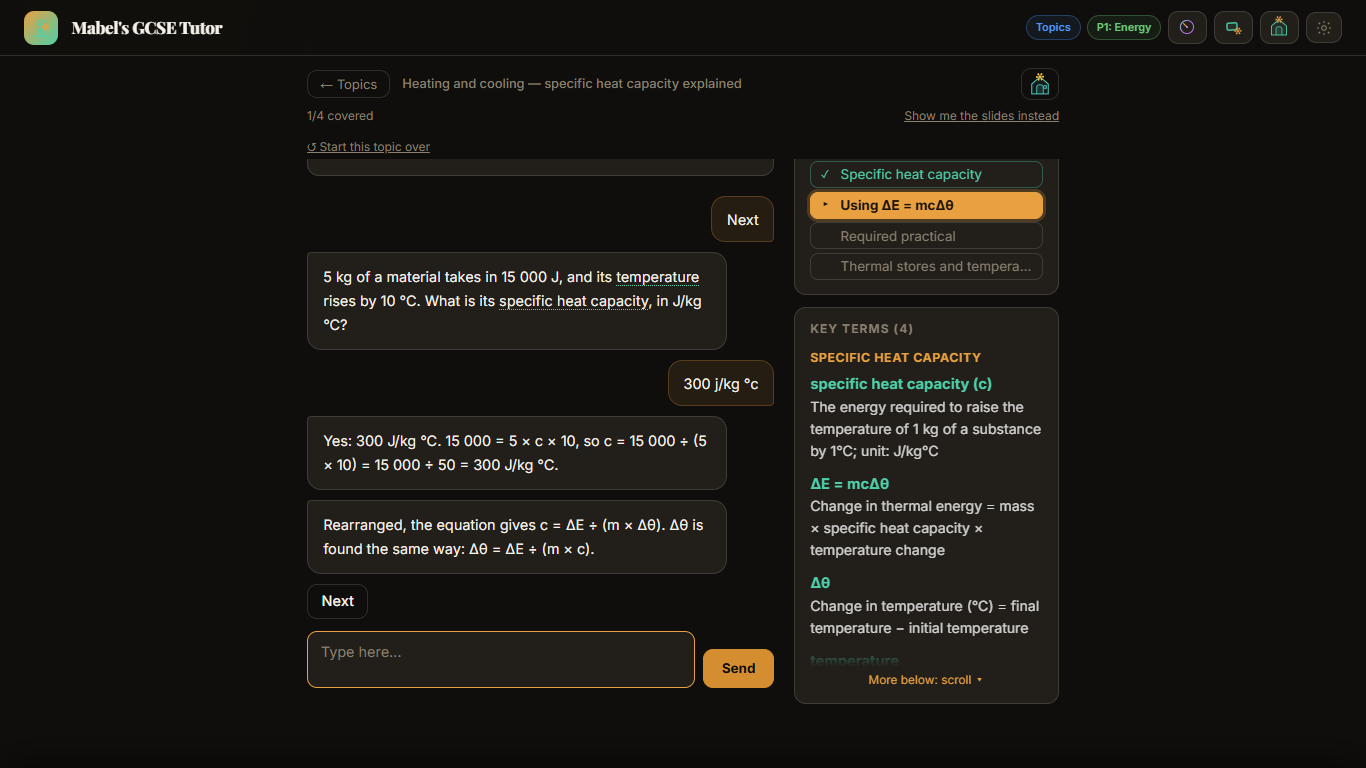 Mabel's GCSE Tutor
Topics
P1: Energy
← Topics
Heating and cooling — specific heat capacity explained
1/4 covered
Show me the slides instead
↺ Start this topic over
Next
5 kg of a material takes in 15 000 J, and its temperature
rises by 10 °C. What is its specific heat capacity, in J/kg
°C?
300 j/kg °c
Yes: 300 J/kg °C. 15 000 = 5 × c × 10, so c = 15 000 ÷ (5
× 10) = 15 000 ÷ 50 = 300 J/kg °C.
Rearranged, the equation gives c = ΔE ÷ (m × Δθ). Δθ is
found the same way: Δθ = ΔE ÷ (m × c).
Next
Type here...
Send
✓ Specific heat capacity
▸ Using ΔE = mcΔθ
Required practical
Thermal stores and tempera...
KEY TERMS (4)
SPECIFIC HEAT CAPACITY
specific heat capacity (c)
The energy required to raise the
temperature of 1 kg of a substance
by 1°C; unit: J/kg°C
ΔE = mcΔθ
Change in thermal energy = mass
× specific heat capacity ×
temperature change
Δθ
Change in temperature (°C) = final
temperature − initial temperature
temperature
More below: scroll ▾